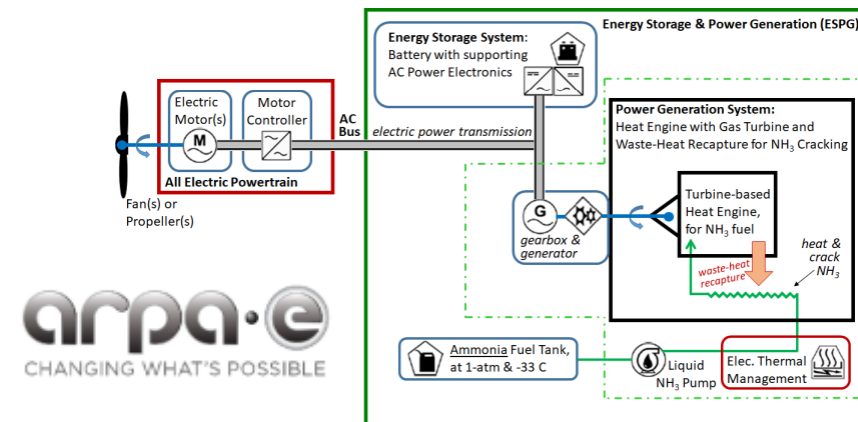 Energy Storage & Power Generation (ESPG)
Energy Storage System:
Battery with supporting
AC Power Electronics
Electric
Motor(s)
M
Motor
Controller
All Electric Powertrain
AC
Bus
electric power transmission
Fan(s) or
Propeller(s)
Power Generation System:
Heat Engine with Gas Turbine and
Waste-Heat Recapture for NH₃ Cracking
Turbine-based
Heat Engine,
for NH₃ fuel
G
gearbox &
generator
waste-heat
recapture
heat &
crack
NH₃
arpa·e
CHANGING WHAT'S POSSIBLE
Ammonia Fuel Tank,
at 1-atm & -33 C
Liquid
NH₃ Pump
Elec. Thermal
Management